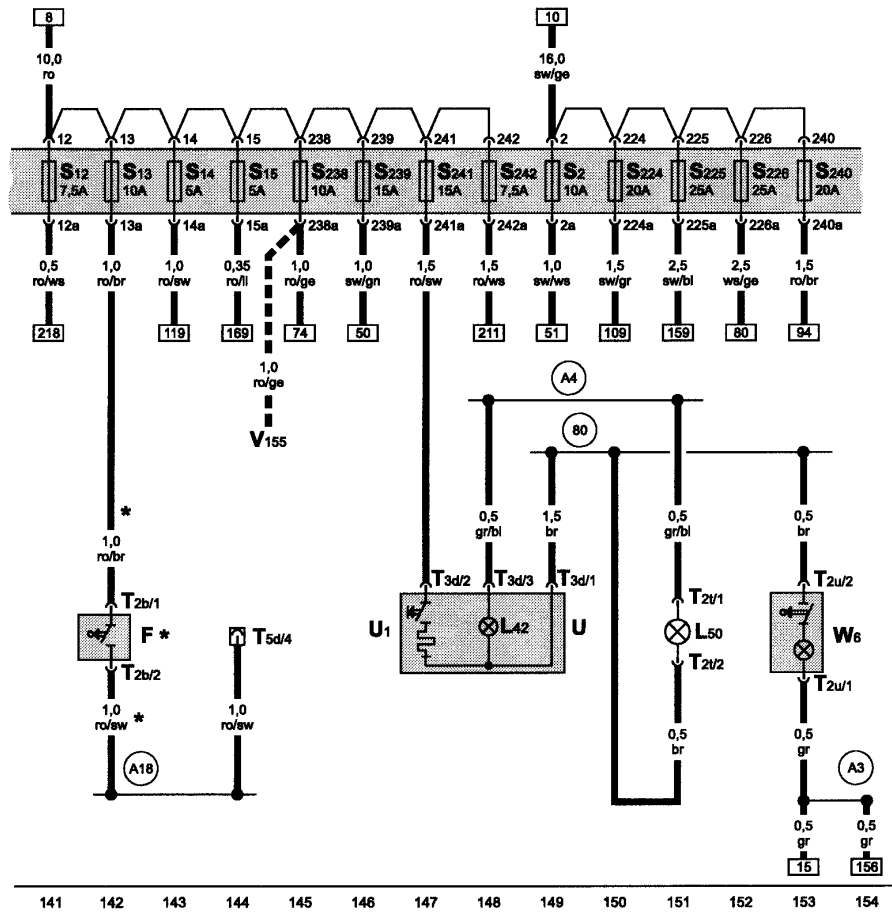 8 10
10,0 16,0
ro sw/ge
12 13 14 15 238 239 241 242 2 224 225 226 240
S12 S13 S14 S15 S238 S239 S241 S242 S2 S224 S225 S226 S240
7,5A 10A 5A 5A 10A 15A 15A 7,5A 10A 20A 25A 25A 20A
12a 13a 14a 15a 238a 239a 241a 242a 2a 224a 225a 226a 240a
0,5 1,0 1,0 0,35 1,0 1,0 1,5 1,5 1,0 1,5 2,5 2,5 1,5
ro/ws ro/br ro/sw ro/li ro/ge sw/gn ro/sw ro/ws sw/ws sw/gr sw/bl ws/ge ro/br
218 119 169 74 50 211 51 109 159 80 94
1,0
ro/ge
A4
V155 80
* 0,5 1,5 0,5 0,5
1,0 gr/bl br gr/bl br
ro/br
T2b/1 T3d/2 T3d/3 T3d/1 T2t/1 T2u/2
F * T5d/4 U1 L42 U L50 W6
T2b/2 T2t/2 T2u/1
1,0 1,0
ro/sw * ro/sw 0,5 0,5
br gr
A18 A3
0,5 0,5
gr gr
15 156
141 142 143 144 145 146 147 148 149 150 151 152 153 154